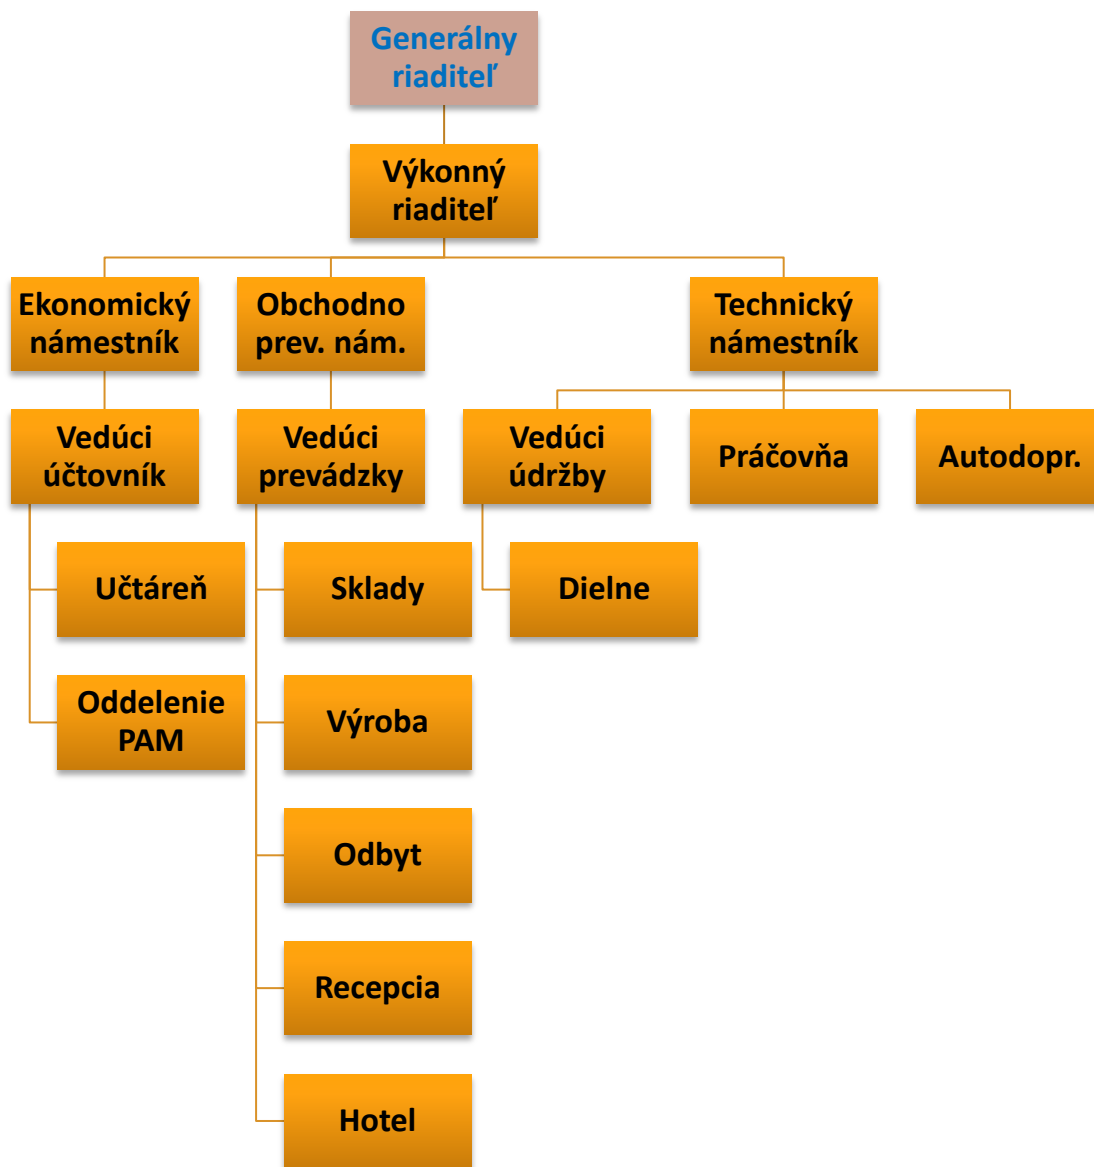 Generálny
riaditeľ
Výkonný
riaditeľ
Ekonomický
námestník
Obchodno
prev. nám.
Technický
námestník
Vedúci
účtovník
Vedúci
prevádzky
Vedúci
údržby
Práčovňa
Autodopr.
Učtáreň
Sklady
Dielne
Oddelenie
PAM
Výroba
Odbyt
Recepcia
Hotel